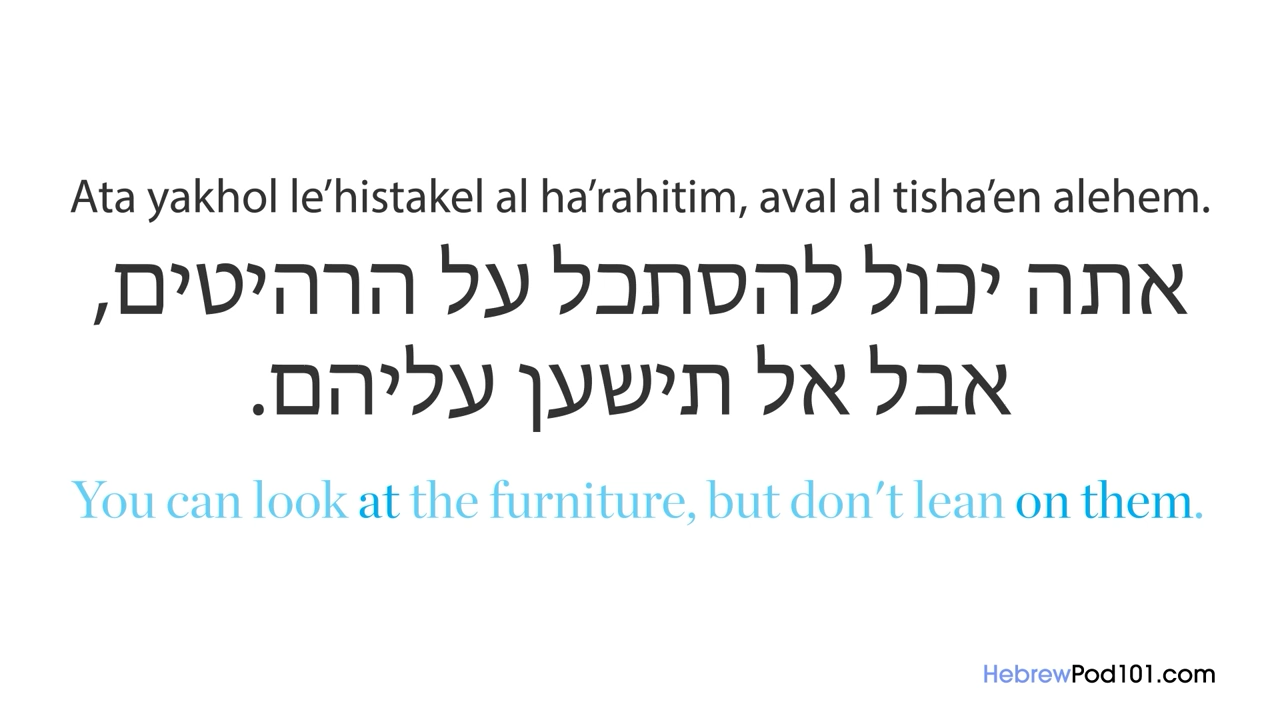 Ata yakhol le’histakel al ha’rahitim, aval al tisha’en alehem.
אתה יכול להסתכל על הרהיטים,
אבל אל תישען עליהם.
You can look at the furniture, but don't lean on them.
HebrewPod101.com